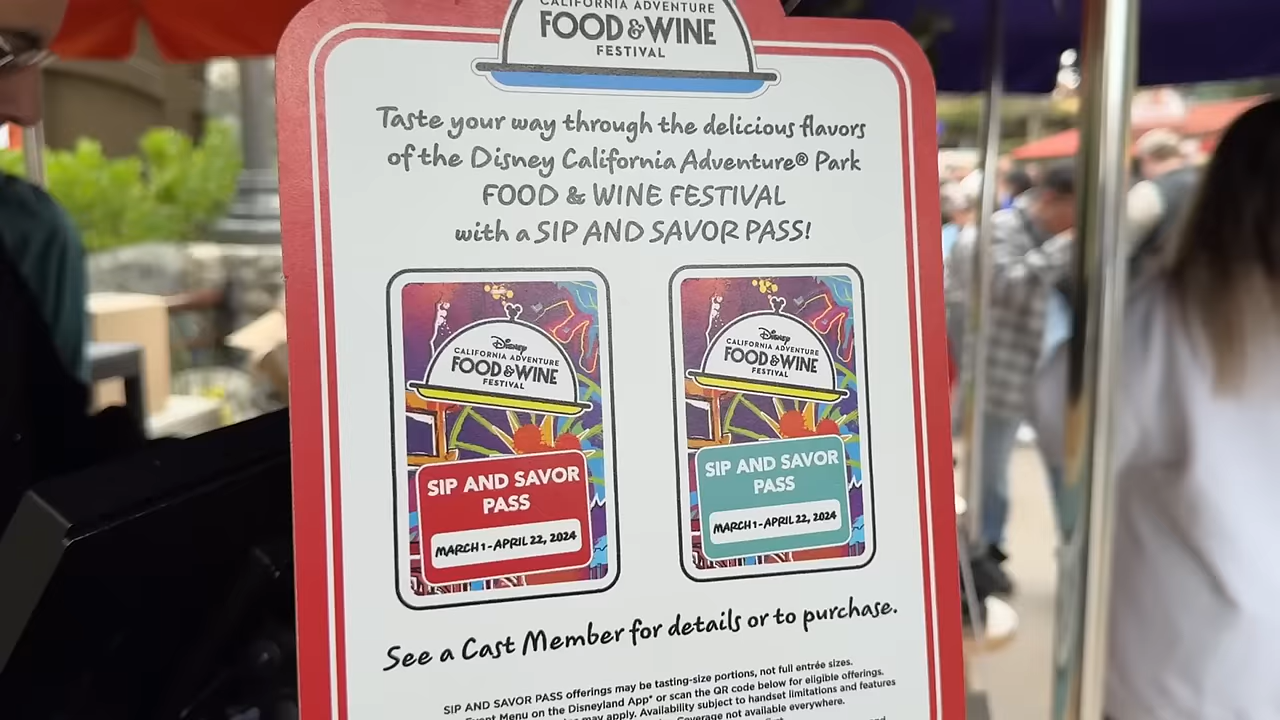 CALIFORNIA ADVENTURE
FOOD & WINE
FESTIVAL
Taste your way through the delicious flavors
of the Disney California Adventure® Park
FOOD & WINE FESTIVAL
with a SIP AND SAVOR PASS!
Disney
CALIFORNIA ADVENTURE
FOOD & WINE
FESTIVAL
SIP AND SAVOR
PASS
MARCH 1 - APRIL 22, 2024
Disney
CALIFORNIA ADVENTURE
FOOD & WINE
FESTIVAL
SIP AND SAVOR
PASS
MARCH 1 - APRIL 22, 2024
See a Cast Member for details or to purchase.
SIP AND SAVOR PASS offerings may be tasting-size portions, not full entrée sizes.
Event Menu on the Disneyland App* or scan the QR code below for eligible offerings.
may apply. Availability subject to handset limitations and features
Coverage not available everywhere.